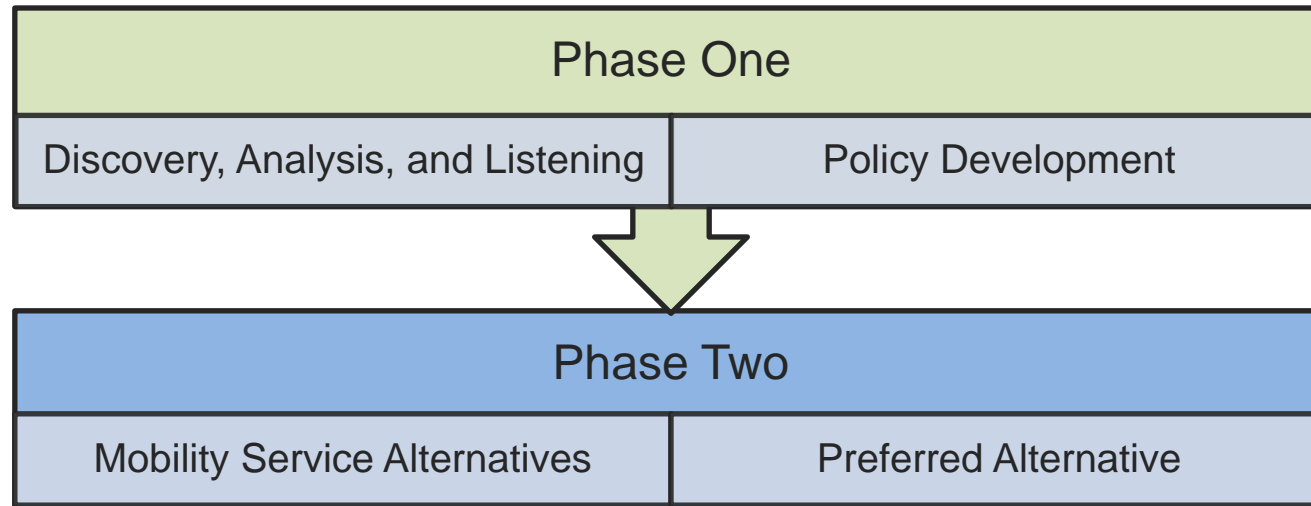 Phase One
Discovery, Analysis, and Listening
Policy Development
Phase Two
Mobility Service Alternatives
Preferred Alternative